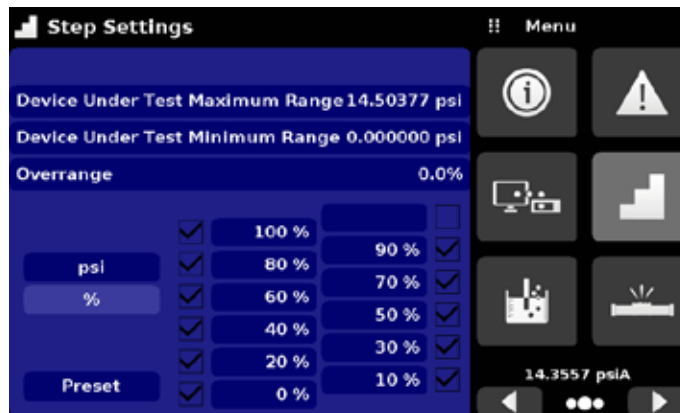 Step Settings
Menu
Device Under Test Maximum Range 14.50377 psi
Device Under Test Minimum Range 0.000000 psi
Overrange 0.0%
100 %
90 %
psi
80 %
70 %
%
60 %
50 %
40 %
30 %
20 %
Preset
10 %
0 %
14.3557 psiA